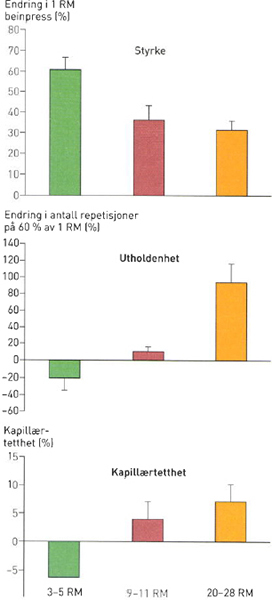 Endring i 1 RM
beinpress (%)
80
Styrke
70
60
50
40
30
20
10
0
Endring i antall repetisjoner
på 60 % av 1 RM (%)
140
120
Utholdenhet
100
80
60
40
20
0
−20
−40
−60
Kapillær-
tetthet (%)
15
Kapillærtetthet
10
5
0
−5
3–5 RM 9–11 RM 20–28 RM